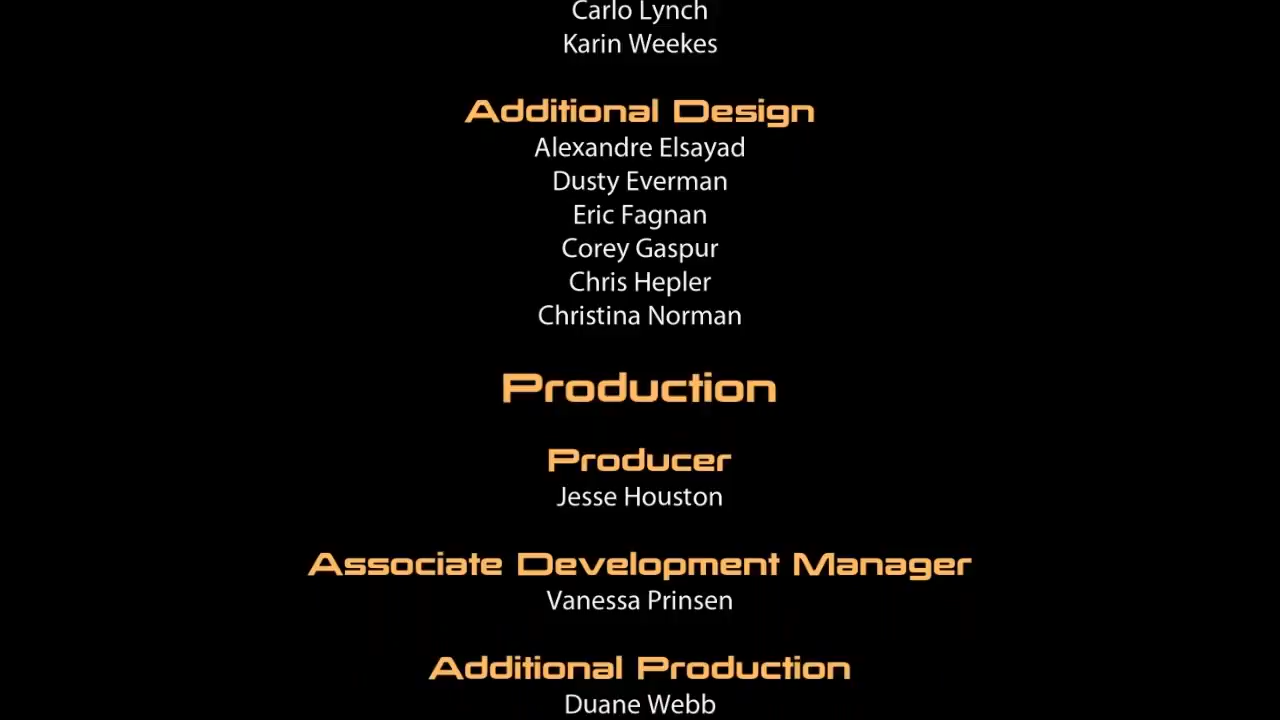 Carlo Lynch
Karin Weekes
Additional Design
Alexandre Elsayad
Dusty Everman
Eric Fagnan
Corey Gaspur
Chris Hepler
Christina Norman
Production
Producer
Jesse Houston
Associate Development Manager
Vanessa Prinsen
Additional Production
Duane Webb